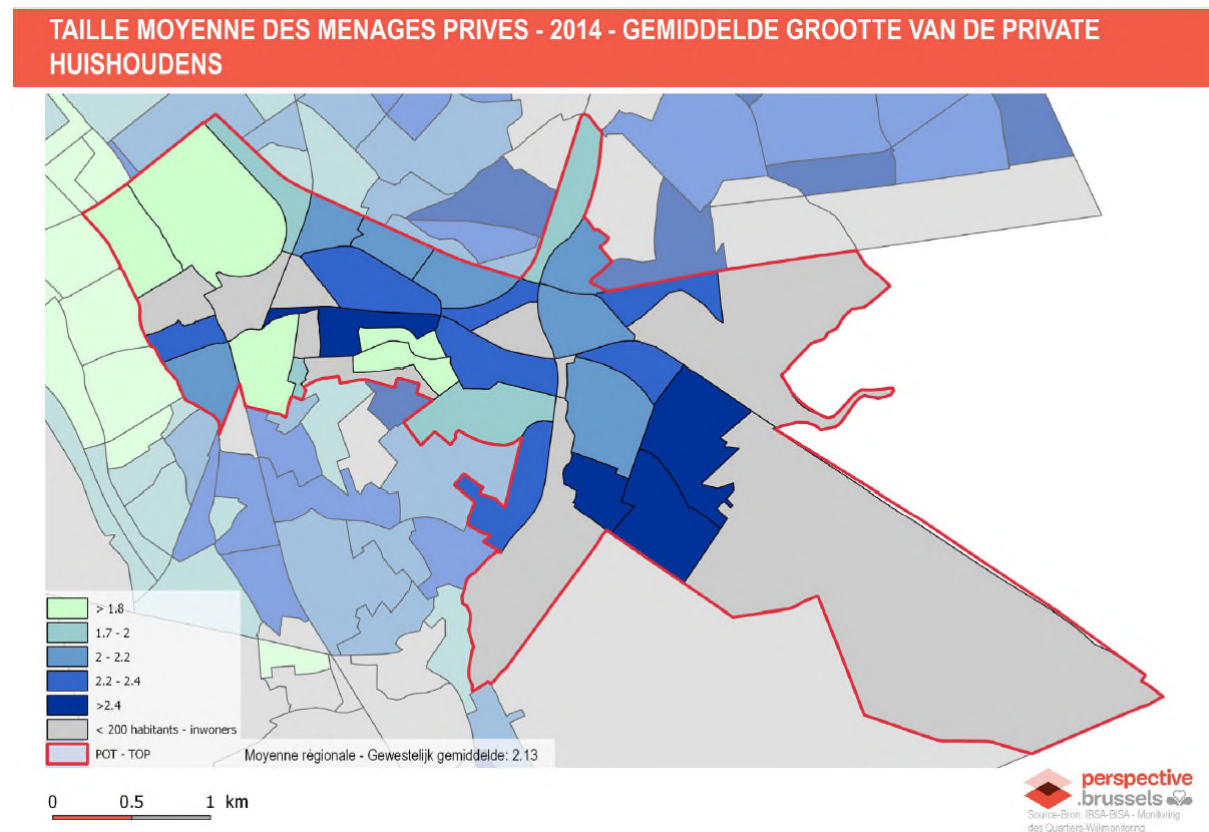 TAILLE MOYENNE DES MENAGES PRIVES - 2014 - GEMIDDELDE GROOTTE VAN DE PRIVATE
HUISHOUDENS
> 1.8
1.7 - 2
2 - 2.2
2.2 - 2.4
>2.4
< 200 habitants - inwoners
POT - TOP
Moyenne régionale - Gewestelijk gemiddelde: 2.13
0 0.5 1 km
perspective
.brussels
Source-Bron: IBSA-BISA - Monitoring
des Quartiers-Wijkmonitoring